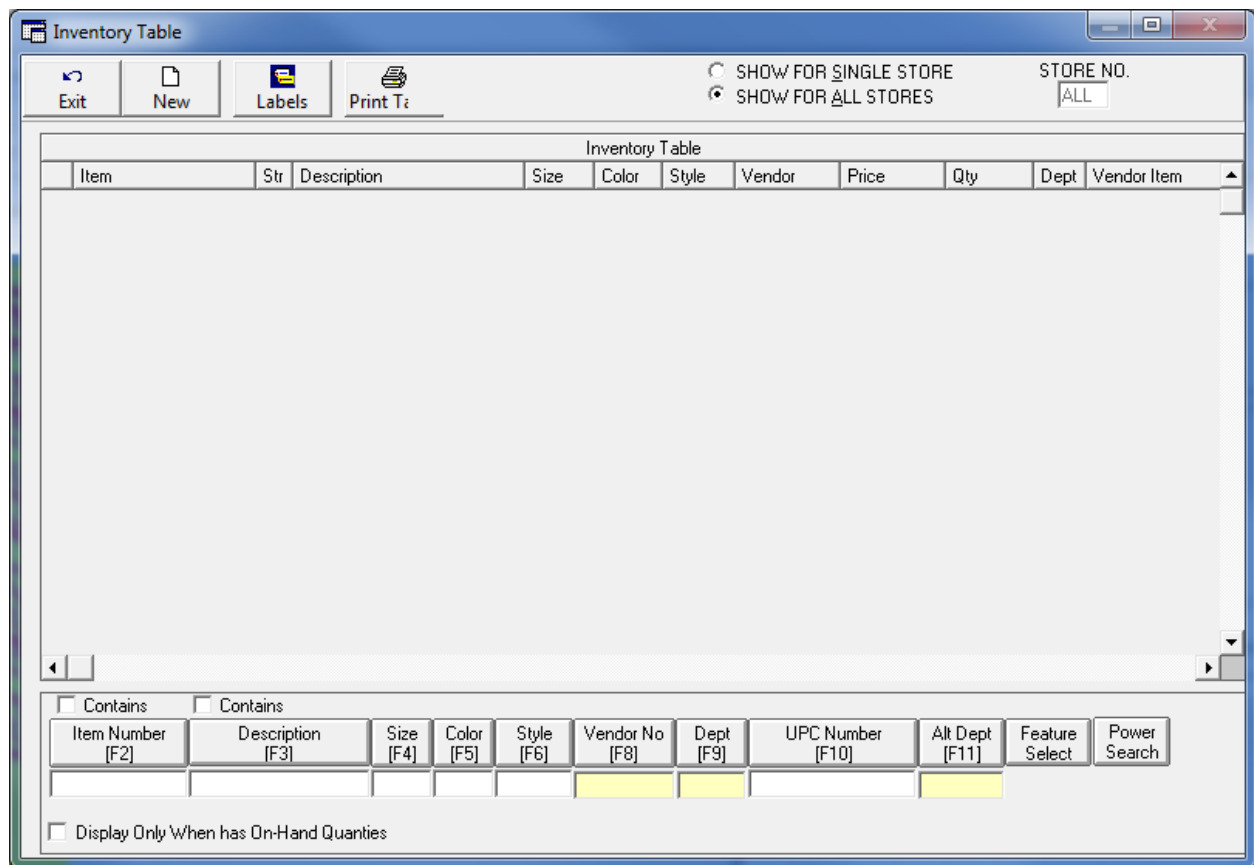 Inventory Table
Exit New Labels Print Ta
SHOW FOR SINGLE STORE STORE NO.
SHOW FOR ALL STORES ALL
Inventory Table
Item Str Description Size Color Style Vendor Price Qty Dept Vendor Item
Contains Contains
Item Number Description Size Color Style Vendor No Dept UPC Number Alt Dept Feature Power
[F2] [F3] [F4] [F5] [F6] [F8] [F9] [F10] [F11] Select Search
Display Only When has On-Hand Quanties